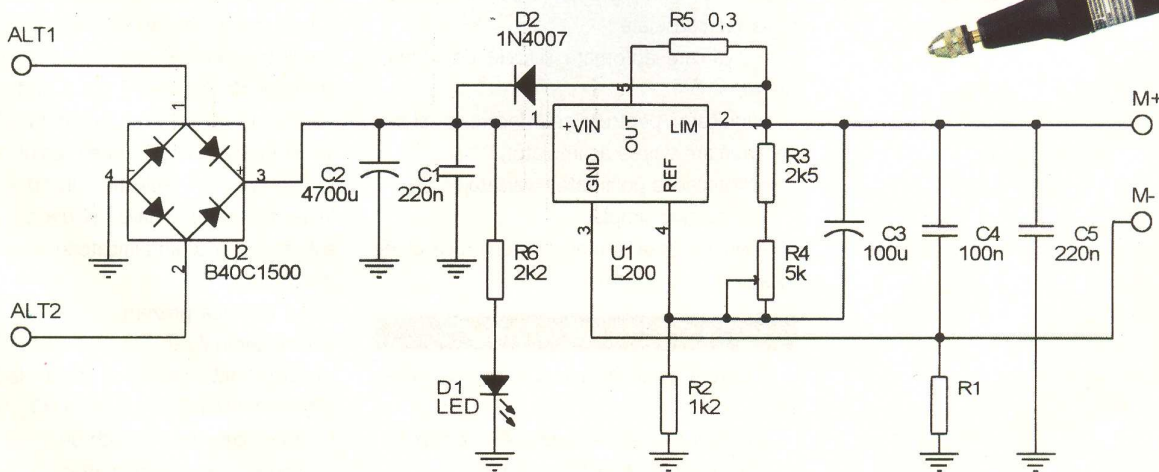 D2
1N4007
R5 0,3
ALT1
1
5
1
+VIN
OUT
LIM
2
M+
4
-
+
3
C2
4700u
C1
220n
GND
REF
R3
2k5
M-
U2
B40C1500
2
R6
2k2
3
U1
L200
4
R4
5k
C3
100u
C4
100n
C5
220n
ALT2
D1
LED
R2
1k2
R1